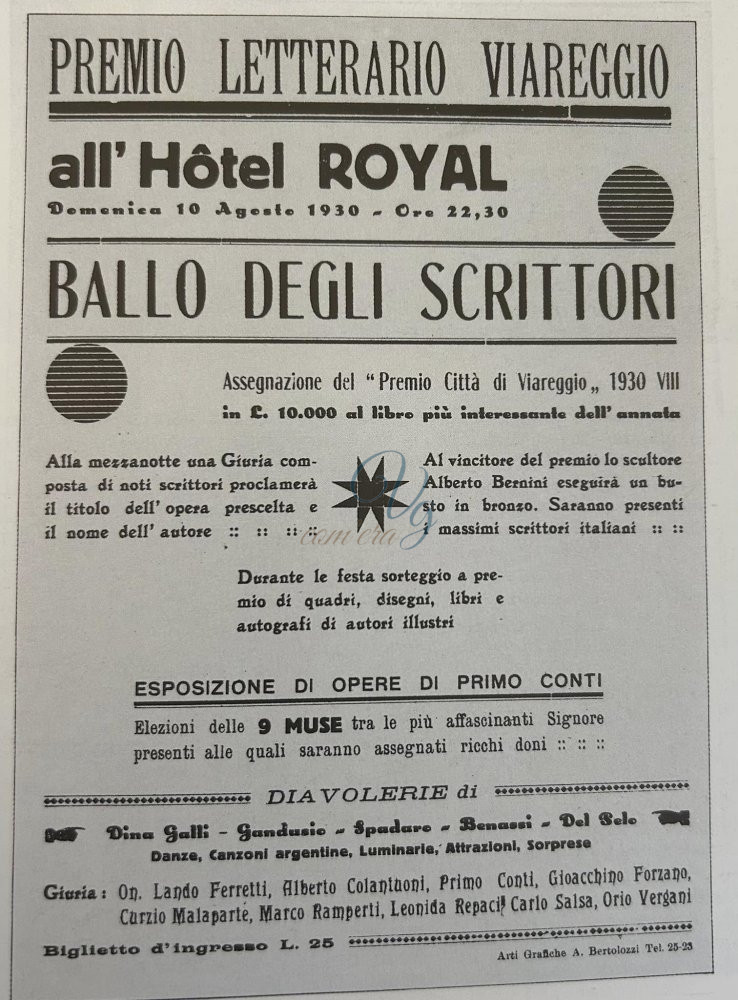 PREMIO LETTERARIO VIAREGGIO
all' Hôtel ROYAL
Domenica 10 Agosto 1930 - Ore 22,30
BALLO DEGLI SCRITTORI
Assegnazione del “Premio Città di Viareggio„ 1930 VIII
in £. 10.000 al libro più interessante dell'annata
Alla mezzanotte una Giuria com-
posta di noti scrittori proclamerà
il titolo dell'opera prescelta e
il nome dell'autore :: :: :: ::
Al vincitore del premio lo scultore
Alberto Bernini eseguirà un bu-
sto in bronzo. Saranno presenti
i massimi scrittori italiani :: ::
Vg
com'era
Durante le festa sorteggio a pre-
mio di quadri, disegni, libri e
autografi di autori illustri
ESPOSIZIONE DI OPERE DI PRIMO CONTI
Elezioni delle 9 MUSE tra le più affascinanti Signore
presenti alle quali saranno assegnati ricchi doni :: :: ::
DIAVOLERIE di
Dina Galli - Gandusio - Spadaro - Benassi - Del Selo
Danze, Canzoni argentine, Luminarie, Attrazioni, Sorprese
Giuria : On. Lando Ferretti, Alberto Colantuoni, Primo Conti, Gioacchino Forzano,
Curzio Malaparte, Marco Ramperti, Leonida Repaci, Carlo Salsa, Orio Vergani
Biglietto d'ingresso L. 25
Arti Grafiche A. Bertolozzi Tel. 25-23